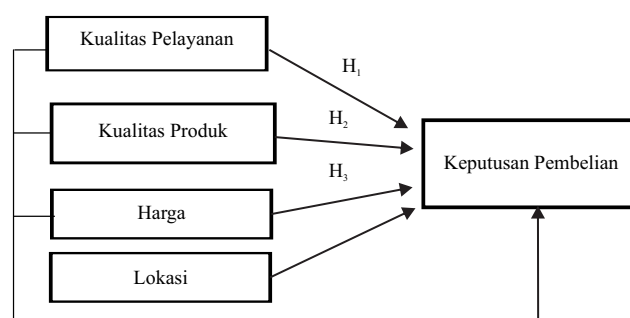 Kualitas Pelayanan
H1
H2
Kualitas Produk
Keputusan Pembelian
H3
Harga
Lokasi